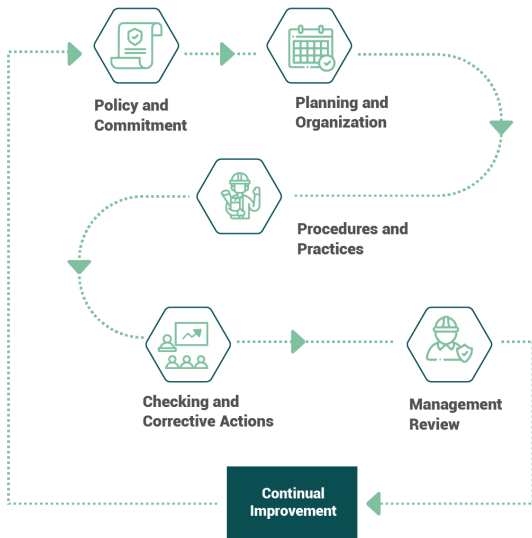 Policy and
Commitment
Planning and
Organization
Procedures and
Practices
Checking and
Corrective Actions
Management
Review
Continual
Improvement